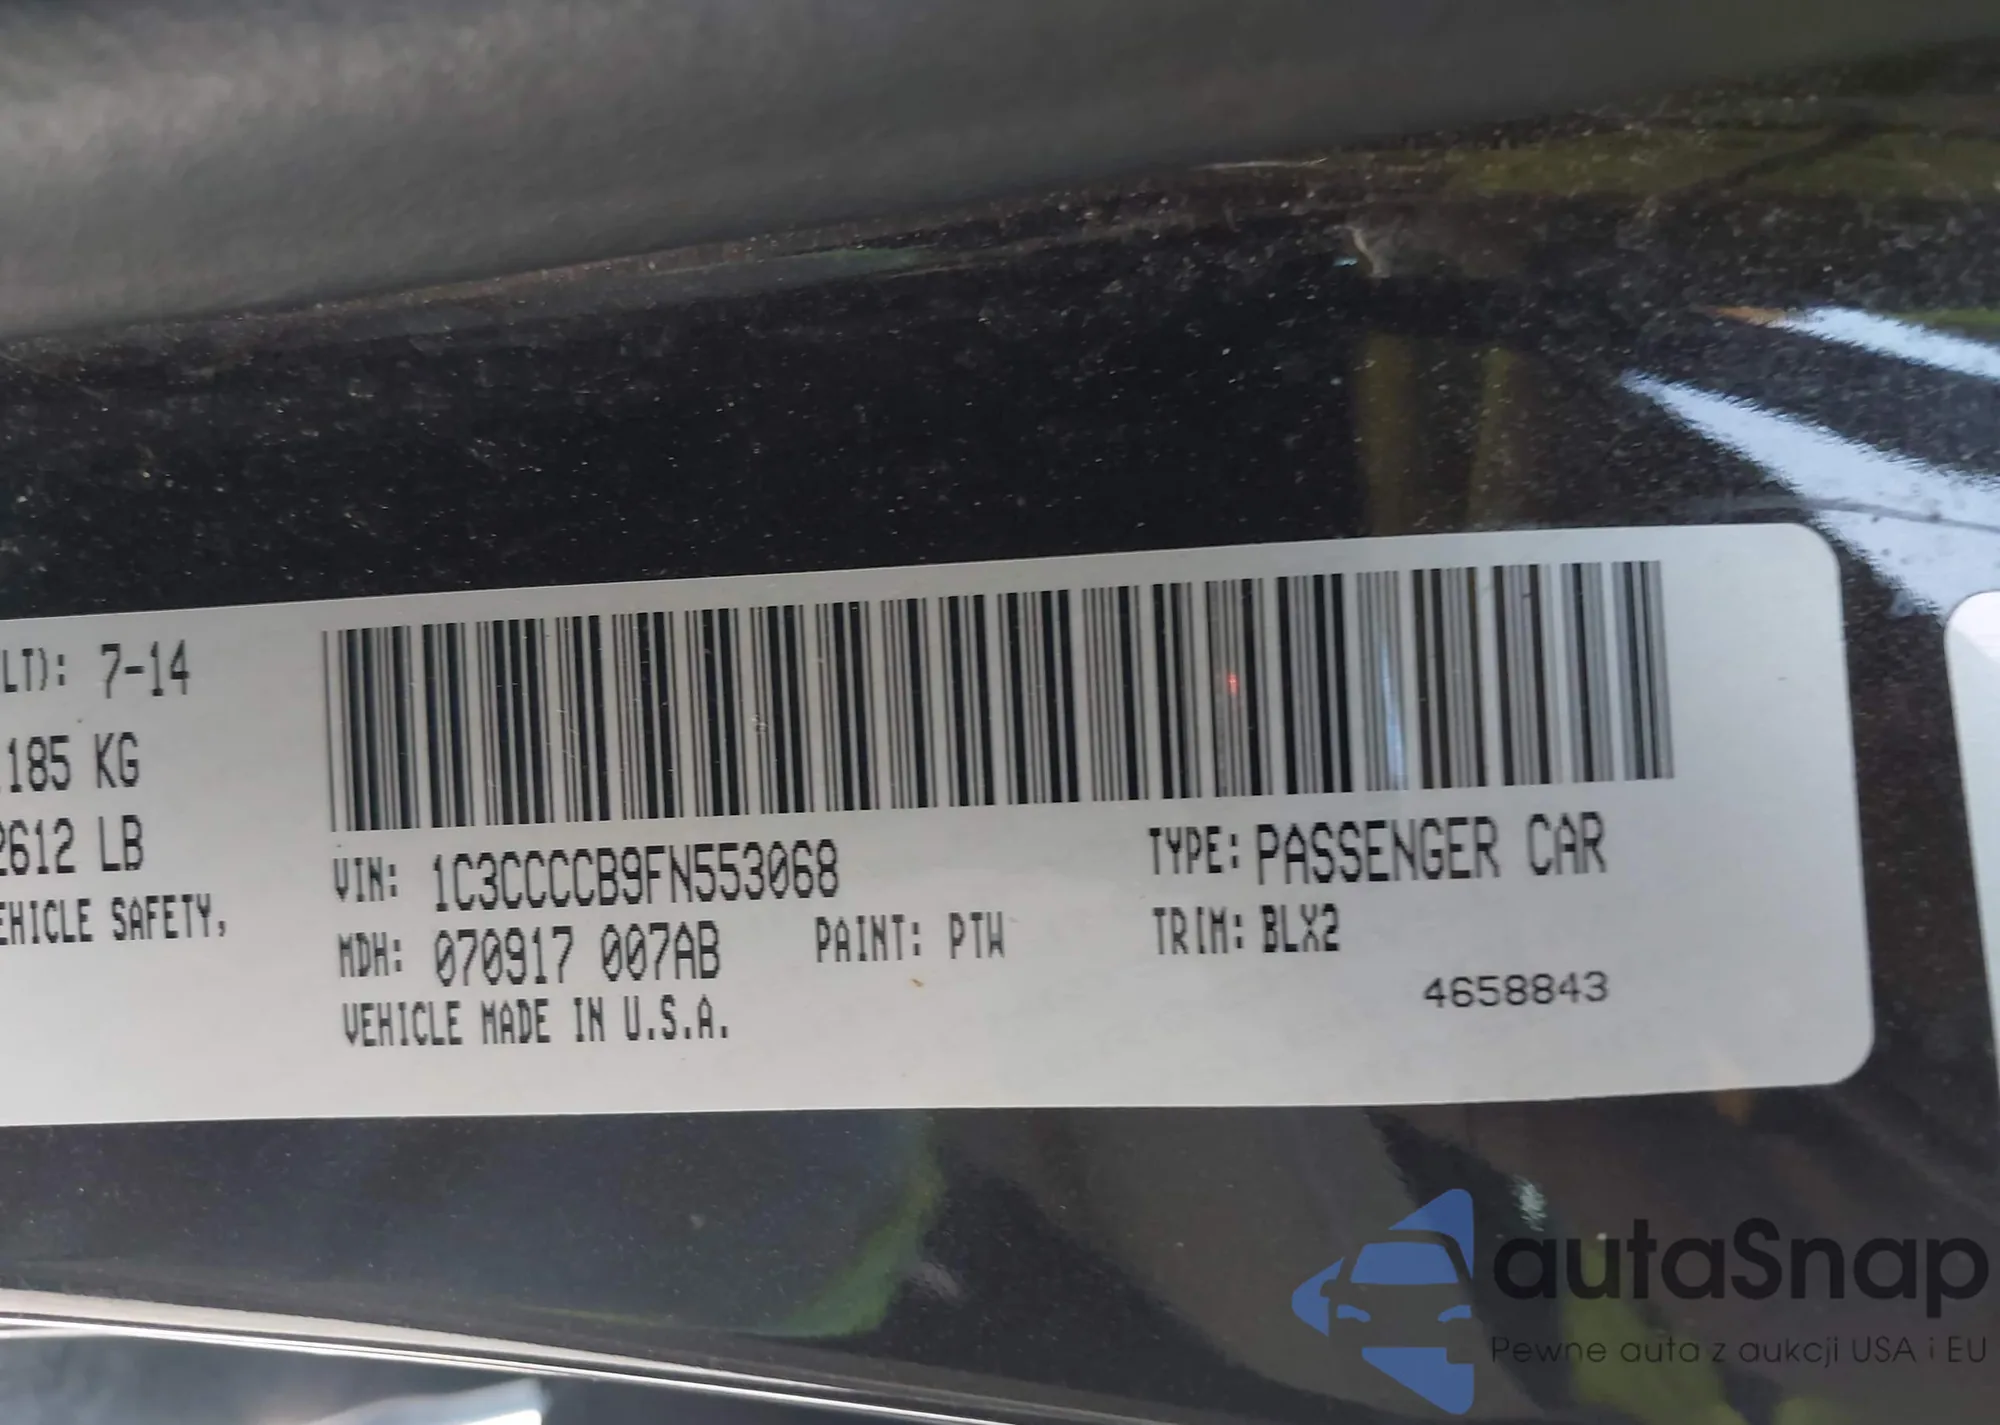 LT): 7-14
185 KG
2612 LB
EHICLE SAFETY,
VIN: 1C3CCCCB9FN553068
TYPE: PASSENGER CAR
MDH: 070917 007AB
PAINT: PTW
TRIM: BLX2
VEHICLE MADE IN U.S.A.
4658843
autaSnap
Pewne auta z aukcji USA i EU